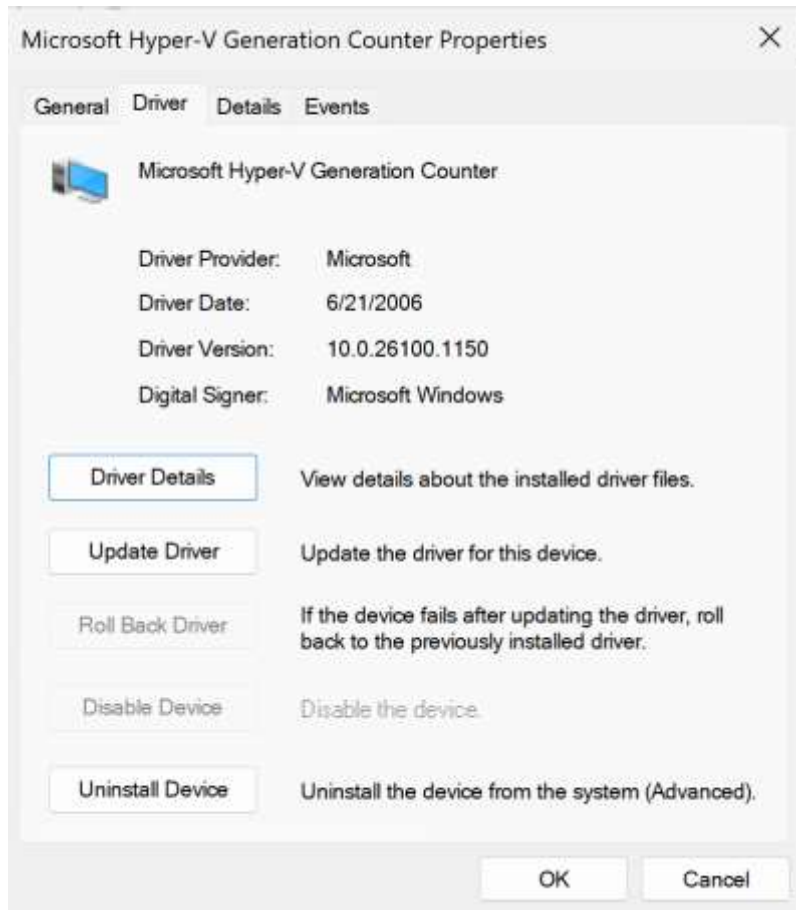 Microsoft Hyper-V Generation Counter Properties
General Driver Details Events
Microsoft Hyper-V Generation Counter
Driver Provider: Microsoft
Driver Date: 6/21/2006
Driver Version: 10.0.26100.1150
Digital Signer: Microsoft Windows
Driver Details View details about the installed driver files.
Update Driver Update the driver for this device.
Roll Back Driver If the device fails after updating the driver, roll
back to the previously installed driver.
Disable Device Disable the device.
Uninstall Device Uninstall the device from the system (Advanced).
OK Cancel